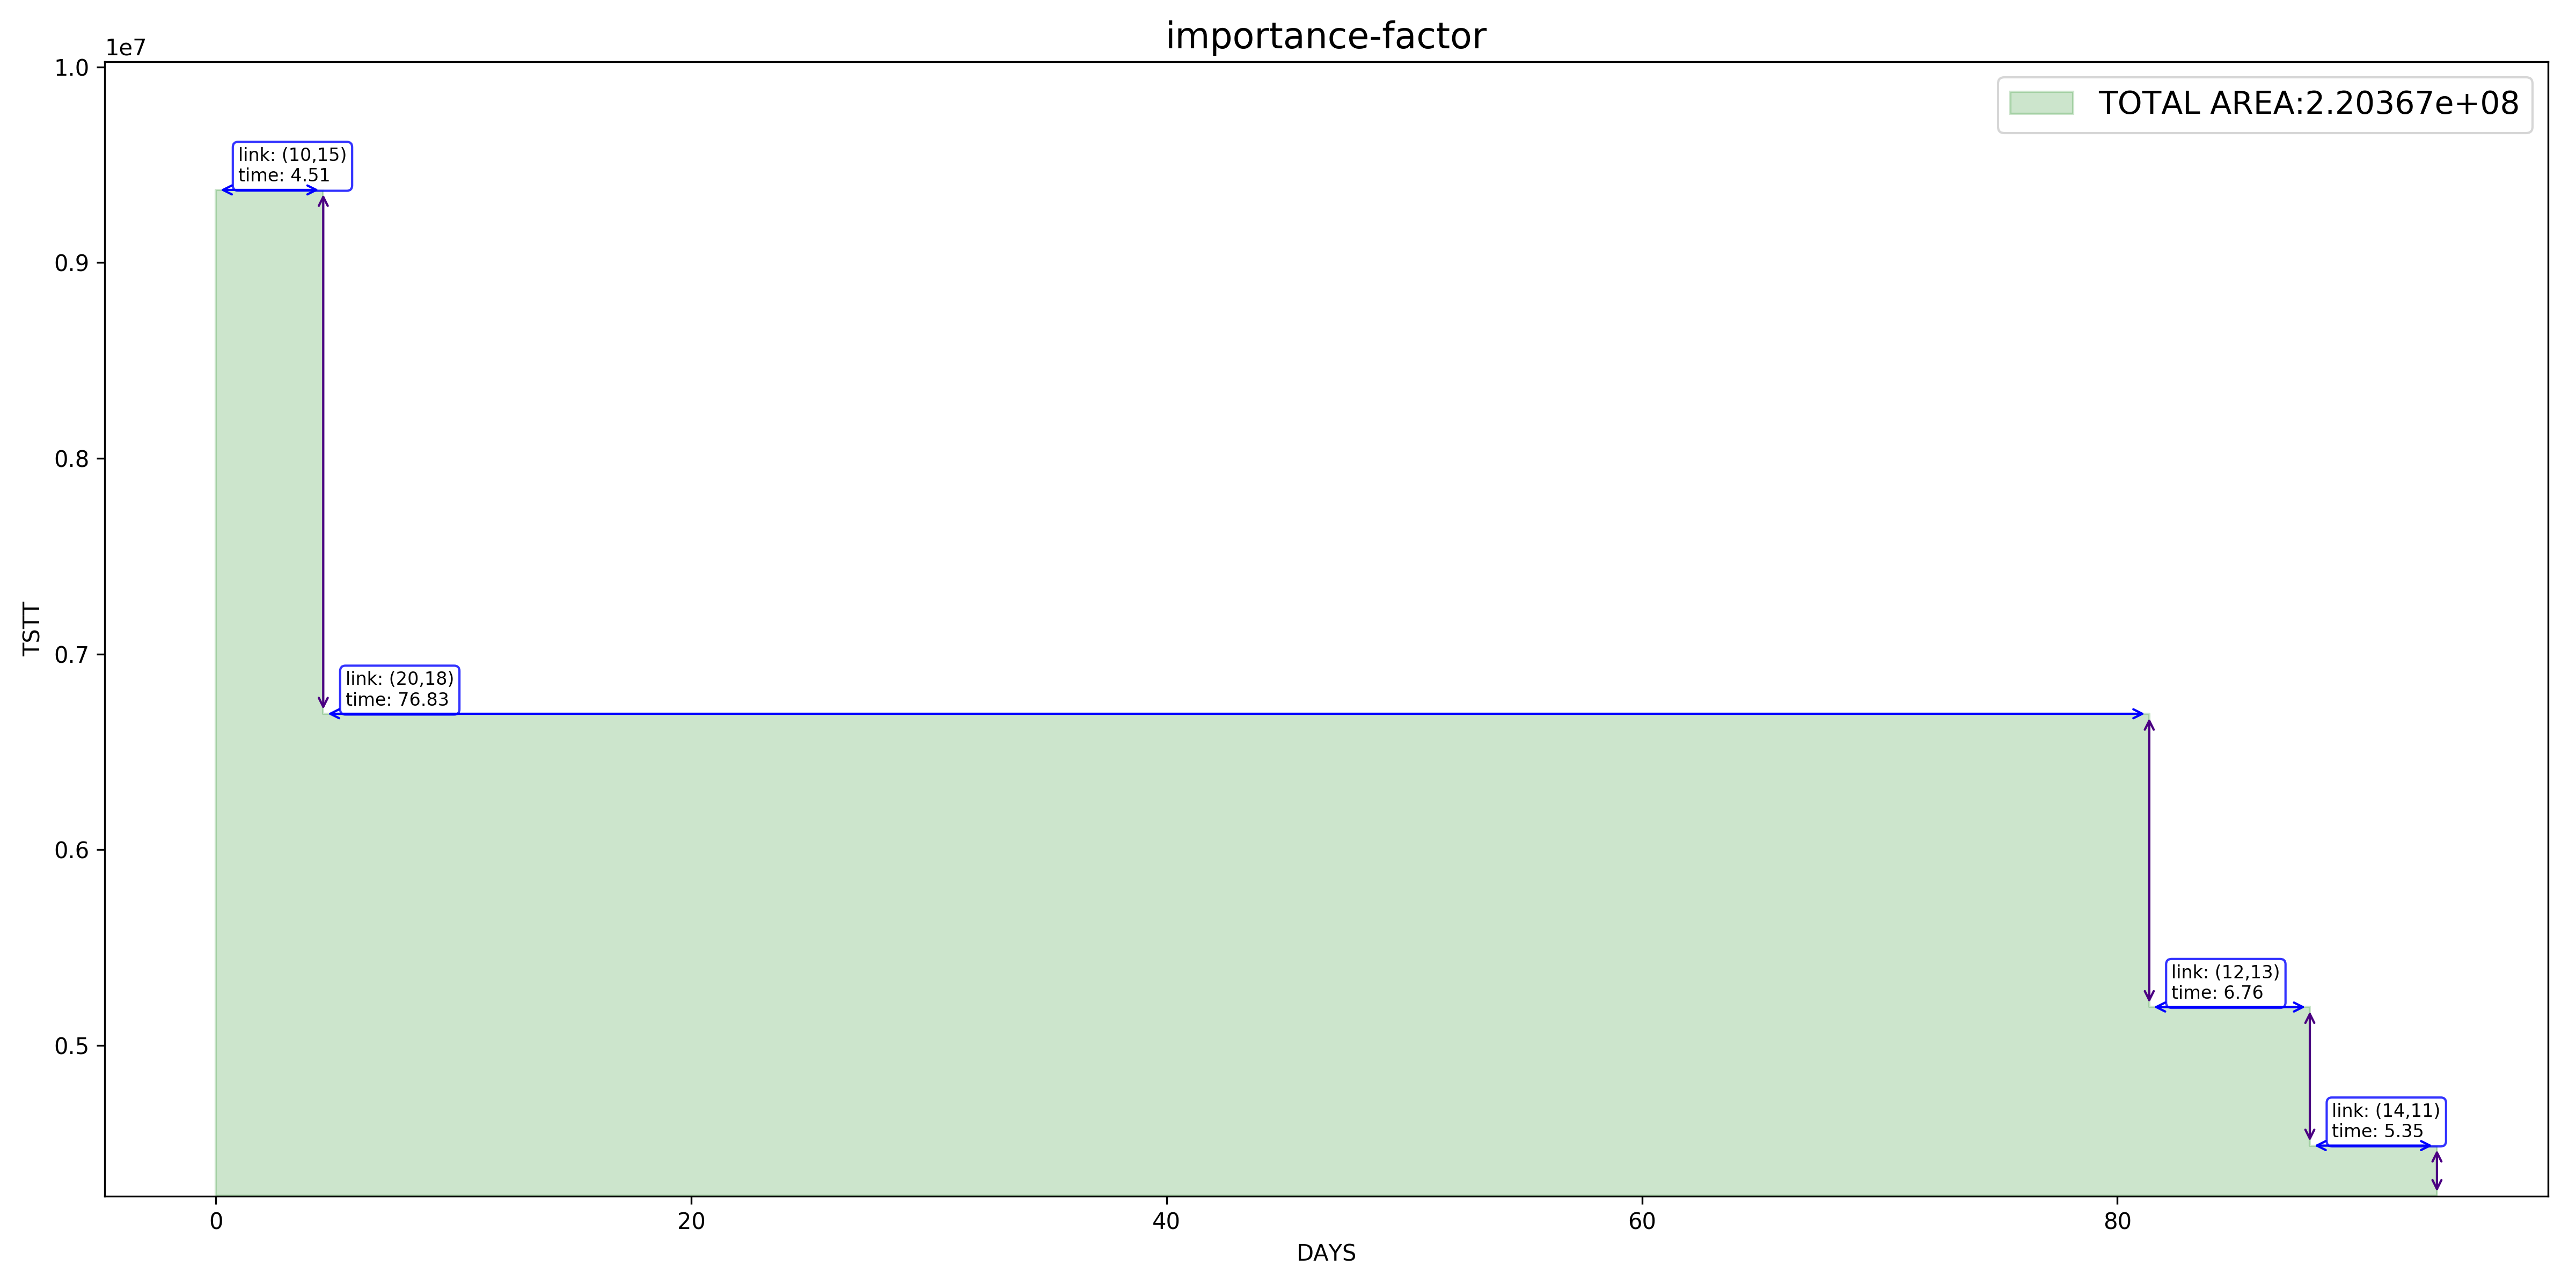 importance-factor
1e7
TOTAL AREA:2.20367e+08
1.0
0.9
0.8
0.7
0.6
0.5
TSTT
link: (10,15)
time: 4.51
link: (20,18)
time: 76.83
link: (12,13)
time: 6.76
link: (14,11)
time: 5.35
0
20
40
60
80
DAYS